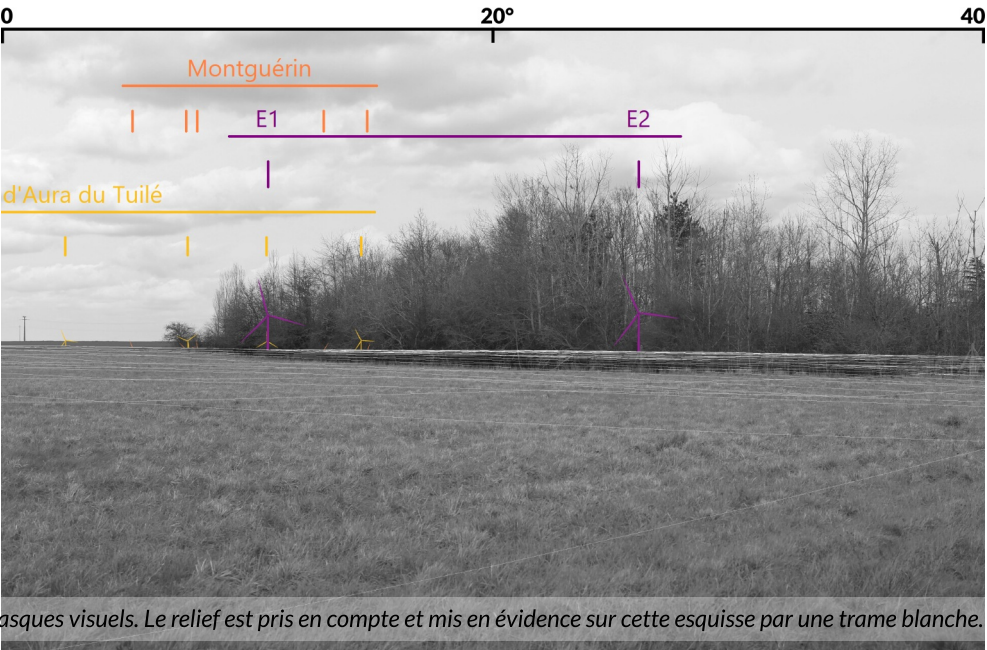 0 20° 40
Montguérin
E1 E2
d'Aura du Tuilé
asques visuels. Le relief est pris en compte et mis en évidence sur cette esquisse par une trame blanche.